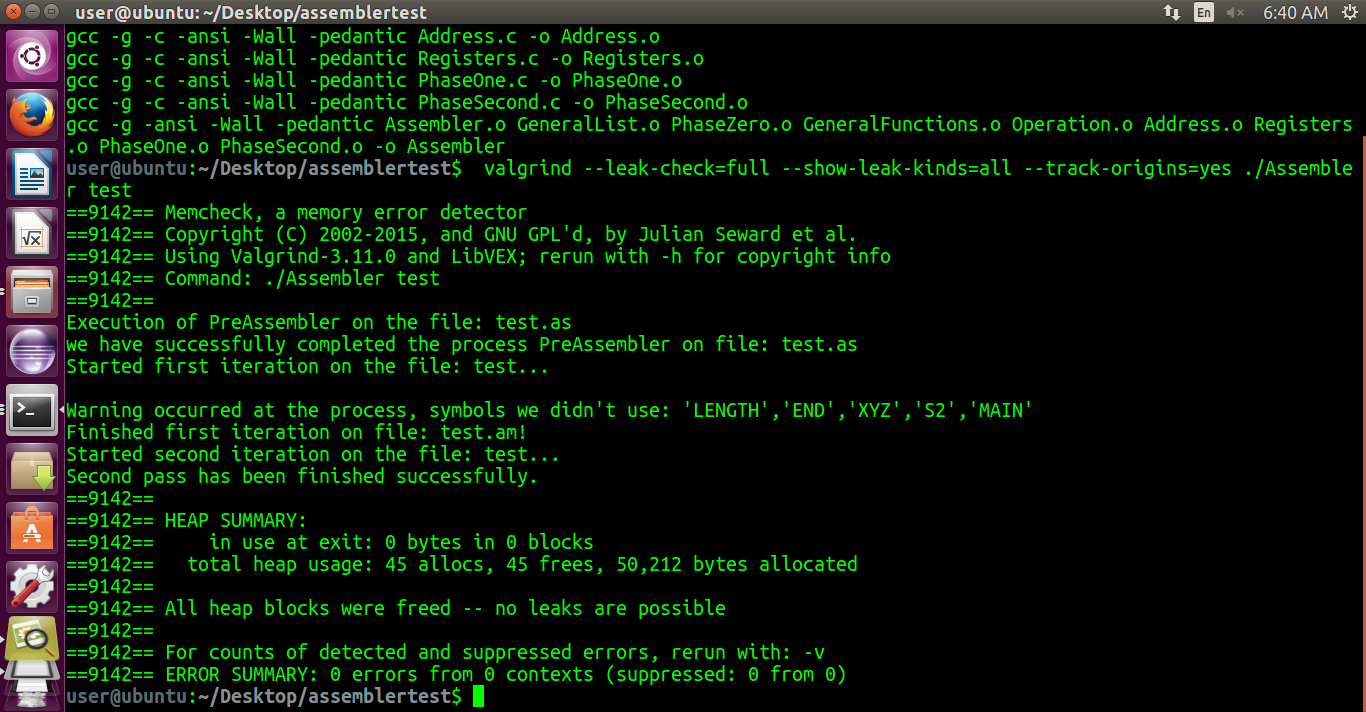 user@ubuntu: ~/Desktop/assemblertest
En
6:40 AM
gcc -g -c -ansi -Wall -pedantic Address.c -o Address.o
gcc -g -c -ansi -Wall -pedantic Registers.c -o Registers.o
gcc -g -c -ansi -Wall -pedantic PhaseOne.c -o PhaseOne.o
gcc -g -c -ansi -Wall -pedantic PhaseSecond.c -o PhaseSecond.o
gcc -g -ansi -Wall -pedantic Assembler.o GeneralList.o PhaseZero.o GeneralFunctions.o Operation.o Address.o Registers
.o PhaseOne.o PhaseSecond.o -o Assembler
user@ubuntu:~/Desktop/assemblertest$  valgrind --leak-check=full --show-leak-kinds=all --track-origins=yes ./Assemble
r test
==9142== Memcheck, a memory error detector
==9142== Copyright (C) 2002-2015, and GNU GPL'd, by Julian Seward et al.
==9142== Using Valgrind-3.11.0 and LibVEX; rerun with -h for copyright info
==9142== Command: ./Assembler test
==9142==
Execution of PreAssembler on the file: test.as
we have successfully completed the process PreAssembler on file: test.as
Started first iteration on the file: test...
Warning occurred at the process, symbols we didn't use: 'LENGTH','END','XYZ','S2','MAIN'
Finished first iteration on file: test.am!
Started second iteration on the file: test...
Second pass has been finished successfully.
==9142==
==9142== HEAP SUMMARY:
==9142==     in use at exit: 0 bytes in 0 blocks
==9142==   total heap usage: 45 allocs, 45 frees, 50,212 bytes allocated
==9142==
==9142== All heap blocks were freed -- no leaks are possible
==9142==
==9142== For counts of detected and suppressed errors, rerun with: -v
==9142== ERROR SUMMARY: 0 errors from 0 contexts (suppressed: 0 from 0)
user@ubuntu:~/Desktop/assemblertest$